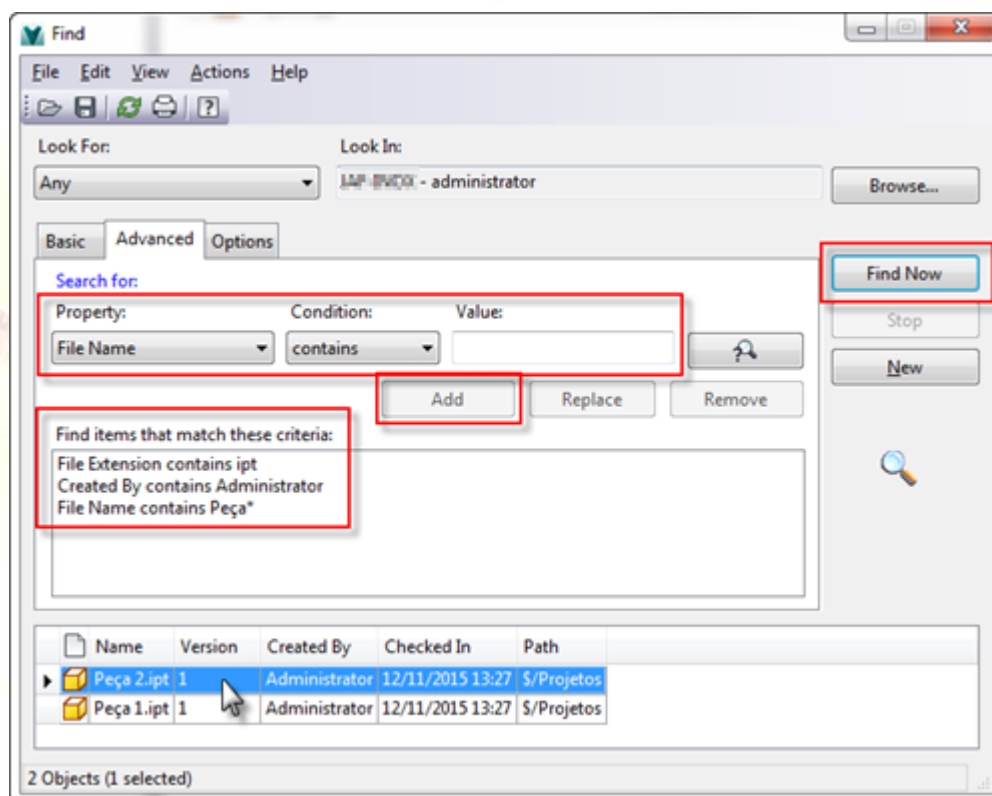 Find
File Edit View Actions Help
Look For: Look In:
Any - administrator Browse...
Basic Advanced Options
Find Now
Search for:
Property: Condition: Value:
Stop
File Name contains
New
Add Replace Remove
Find items that match these criteria:
File Extension contains ipt
Created By contains Administrator
File Name contains Peça*
Name Version Created By Checked In Path
Peça 2.ipt 1 Administrator 12/11/2015 13:27 $/Projetos
Peça 1.ipt 1 Administrator 12/11/2015 13:27 $/Projetos
2 Objects (1 selected)